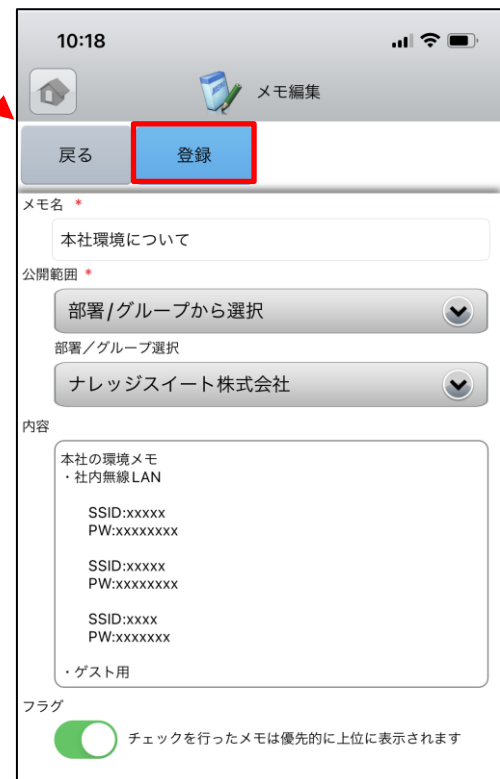 10:18
メモ編集
戻る 登録
メモ名 *
本社環境について
公開範囲 *
部署/グループから選択
部署／グループ選択
ナレッジスイート株式会社
内容
本社の環境メモ
・社内無線LAN
SSID:xxxxx
PW:xxxxxxxx
SSID:xxxxx
PW:xxxxxxxx
SSID:xxxx
PW:xxxxxxx
・ゲスト用
フラグ
チェックを行ったメモは優先的に上位に表示されます